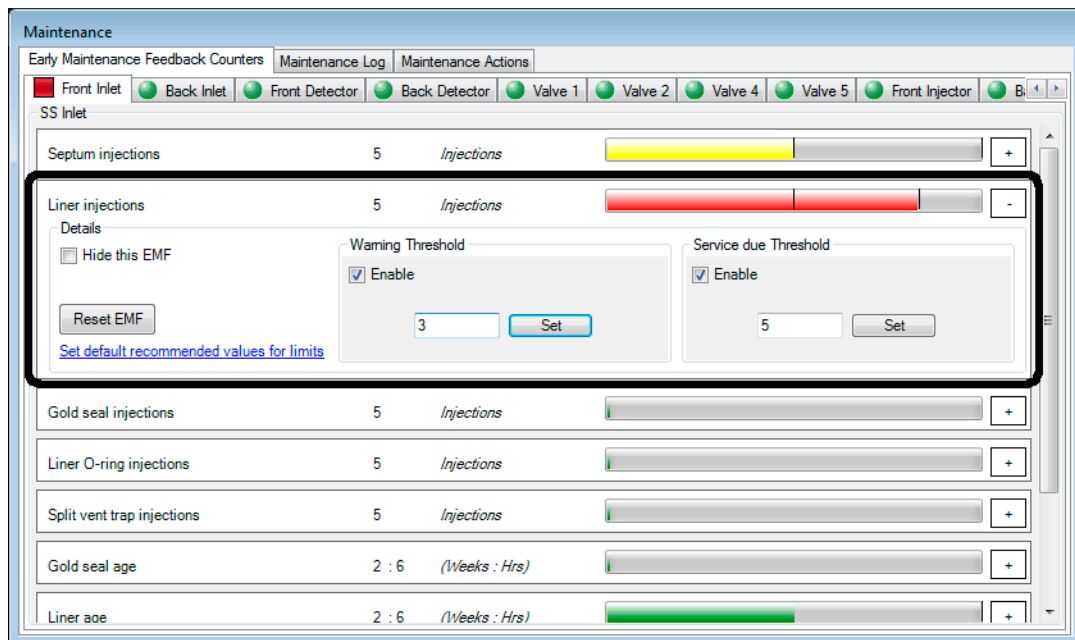 Maintenance
Early Maintenance Feedback Counters Maintenance Log Maintenance Actions
Front Inlet Back Inlet Front Detector Back Detector Valve 1 Valve 2 Valve 4 Valve 5 Front Injector B
SS Inlet
Septum injections 5 Injections +
Liner injections 5 Injections -
Details
Hide this EMF
Reset EMF
Set default recommended values for limits
Warning Threshold
Enable
3 Set
Service due Threshold
Enable
5 Set
Gold seal injections 5 Injections +
Liner O-ring injections 5 Injections +
Split vent trap injections 5 Injections +
Gold seal age 2 : 6 (Weeks : Hrs) +
Liner age 2 : 6 (Weeks : Hrs) +